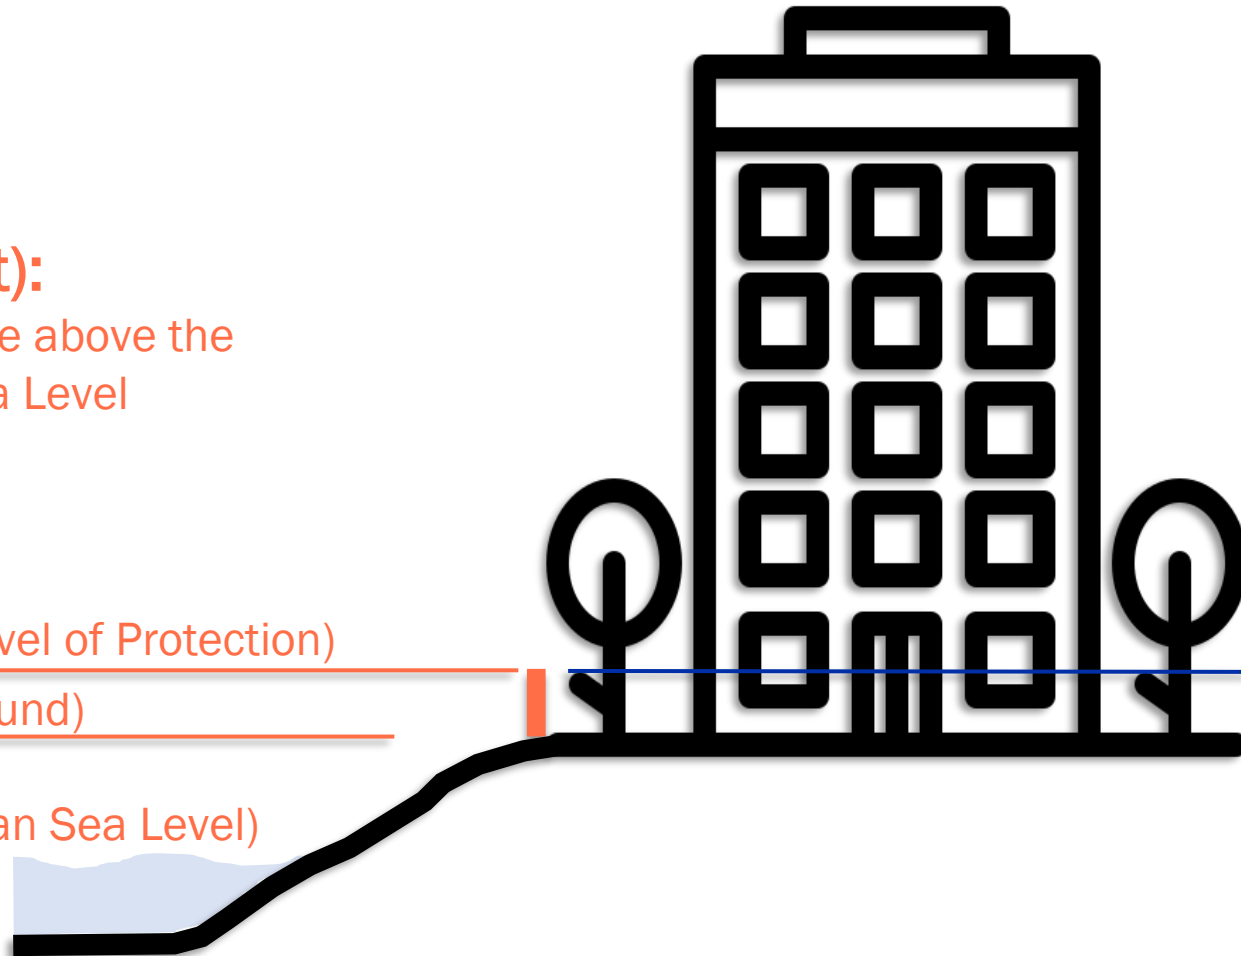 t):
e above the
a Level
vel of Protection)
und)
an Sea Level)